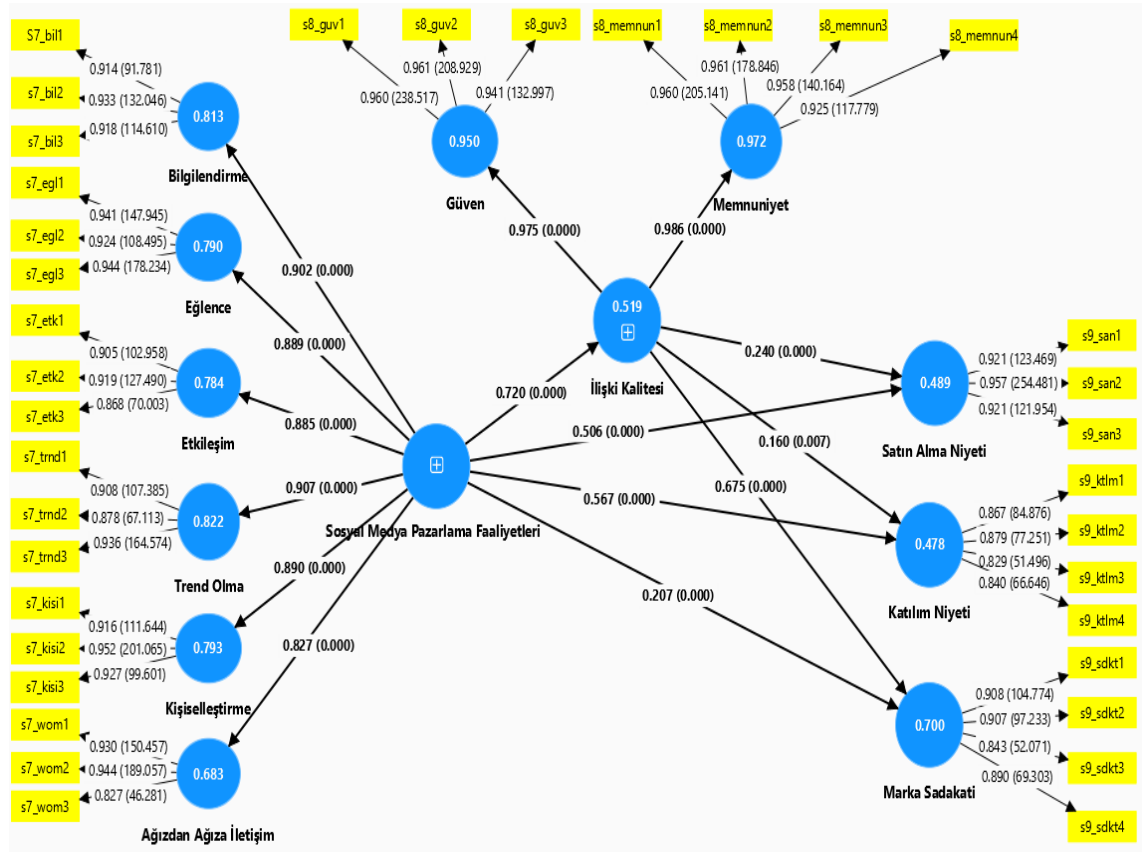 S7_bil1
s7_bil2
s7_bil3
0.914 (91.781)
0.933 (132.046)
0.918 (114.610)
0.813
Bilgilendirme
s7_egl1
s7_egl2
s7_egl3
0.941 (147.945)
0.924 (108.495)
0.944 (178.234)
0.790
Eğlence
s7_etk1
s7_etk2
s7_etk3
0.905 (102.958)
0.919 (127.490)
0.868 (70.003)
0.784
Etkileşim
s7_trnd1
s7_trnd2
s7_trnd3
0.908 (107.385)
0.878 (67.113)
0.936 (164.574)
0.822
Trend Olma
s7_kisi1
s7_kisi2
s7_kisi3
0.916 (111.644)
0.952 (201.065)
0.927 (99.601)
0.793
Kişiselleştirme
s7_wom1
s7_wom2
s7_wom3
0.930 (150.457)
0.944 (189.057)
0.827 (46.281)
0.683
Ağızdan Ağıza İletişim
s8_guv1
s8_guv2
s8_guv3
0.960 (238.517)
0.961 (208.929)
0.941 (132.997)
0.950
Güven
s8_memnun1
s8_memnun2
s8_memnun3
s8_memnun4
0.960 (205.141)
0.961 (178.846)
0.958 (140.164)
0.925 (117.779)
0.972
Memnuniyet
0.975 (0.000)
0.986 (0.000)
0.902 (0.000)
0.889 (0.000)
0.885 (0.000)
0.907 (0.000)
0.890 (0.000)
0.827 (0.000)
Sosyal Medya Pazarlama Faaliyetleri
0.720 (0.000)
0.519
İlişki Kalitesi
0.240 (0.000)
0.506 (0.000)
0.160 (0.007)
0.675 (0.000)
0.567 (0.000)
0.207 (0.000)
0.489
Satın Alma Niyeti
0.921 (123.469)
0.957 (254.481)
0.921 (121.954)
s9_san1
s9_san2
s9_san3
0.478
Katılım Niyeti
0.867 (84.876)
0.879 (77.251)
0.829 (51.496)
0.840 (66.646)
s9_ktlm1
s9_ktlm2
s9_ktlm3
s9_ktlm4
0.700
Marka Sadakati
0.908 (104.774)
0.907 (97.233)
0.843 (52.071)
0.890 (69.303)
s9_sdkt1
s9_sdkt2
s9_sdkt3
s9_sdkt4